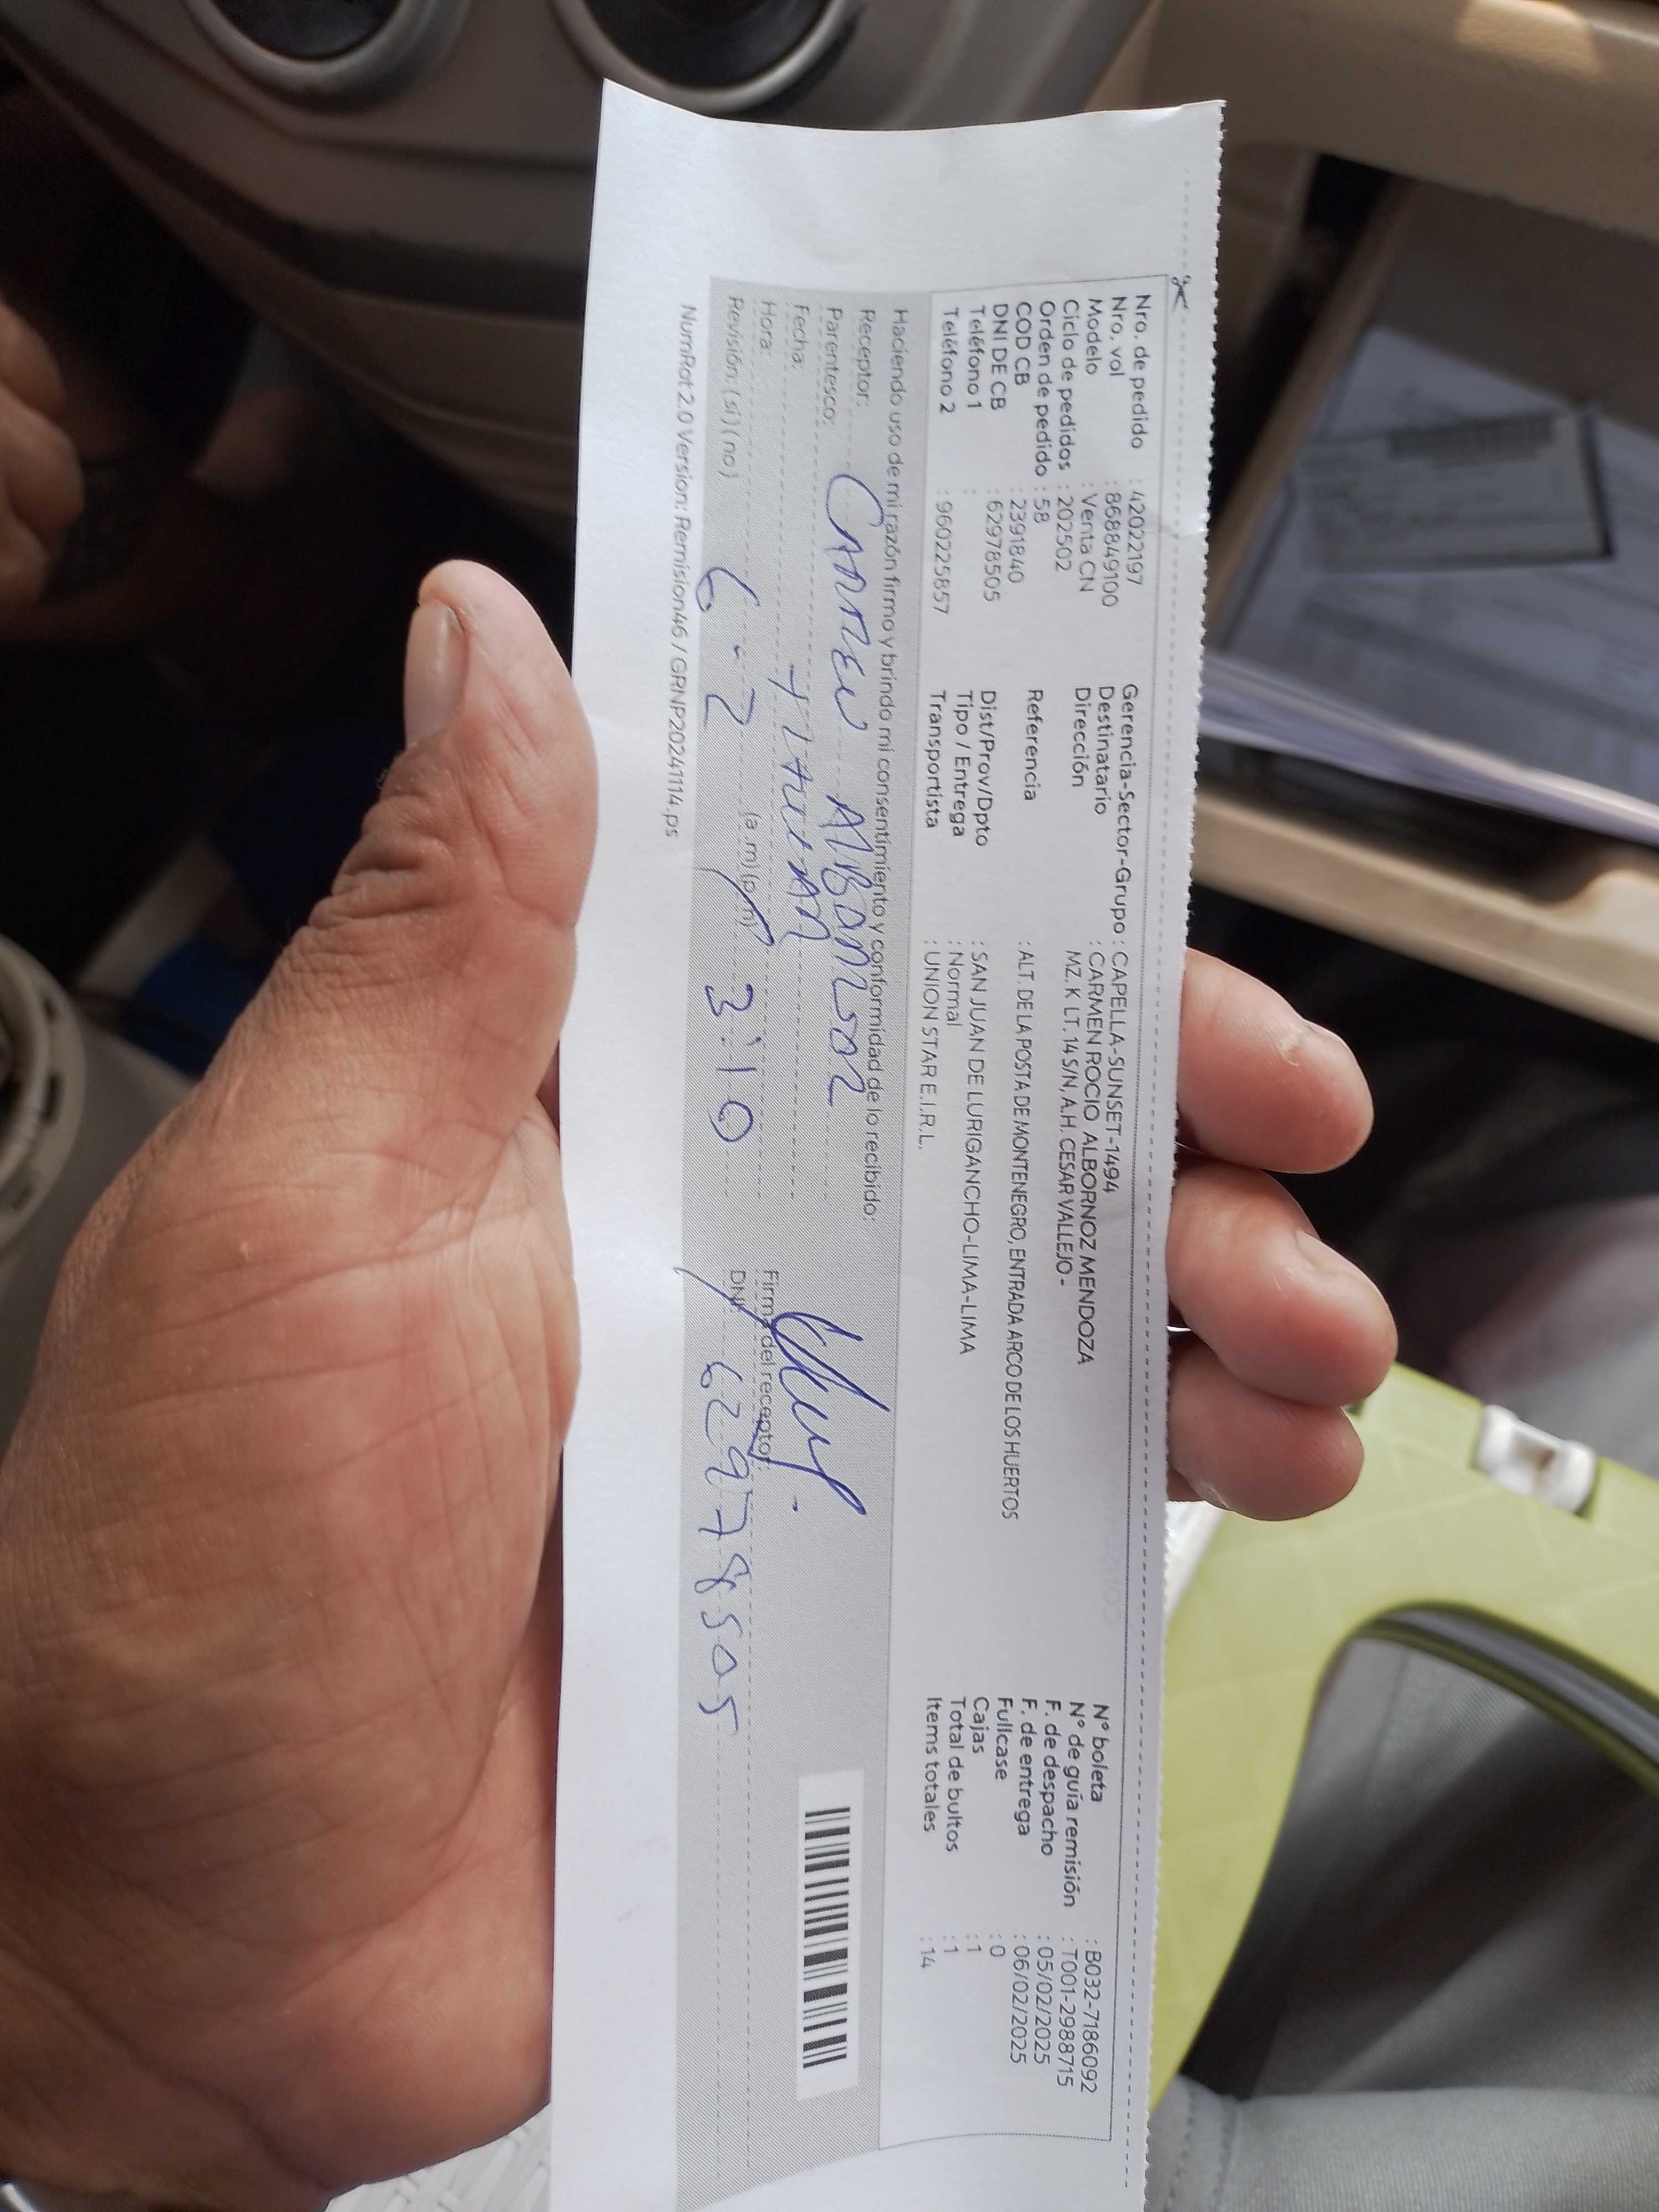 Nro. de pedido : 42022197
Nro. vol : 868849100
Modelo : Venta CN
Ciclo de pedidos : 202502
Orden de pedido : 58
COD CB : 2391840
DNI DE CB : 62978505
Teléfono 1 :
Teléfono 2 : 960225857
Gerencia-Sector-Grupo : CAPELLA-SUNSET-1494
Destinatario : CARMEN ROCIO ALBORNOZ MENDOZA
Dirección MZ. K LT. 14 S/N, A.H. CESAR VALLEJO -
Referencia : ALT. DE LA POSTA DE MONTENEGRO, ENTRADA ARCO DE LOS HUERTOS
Dist/Prov/Dpto : SAN JUAN DE LURIGANCHO-LIMA-LIMA
Tipo / Entrega : Normal
Transportista : UNION STAR E.I.R.L.
N° boleta : B032-7186092
N° de guía remisión : T001-2988715
F. de despacho : 05/02/2025
F. de entrega : 06/02/2025
Fullcase : 0
Cajas : 1
Total de bultos : 1
Items totales : 14
Haciendo uso de mi razón firmo y brindo mi consentimiento y conformidad de lo recibido:
Receptor: CARMEN
Parentesco: titular
Fecha: 6-2
Hora: (a.m) (p.m) 3:10
Revisión: (si) (no)
Firma del receptor:
DNI: 62978505
NumRot 2.0 Version: Remision46 / GRNP20241114.ps